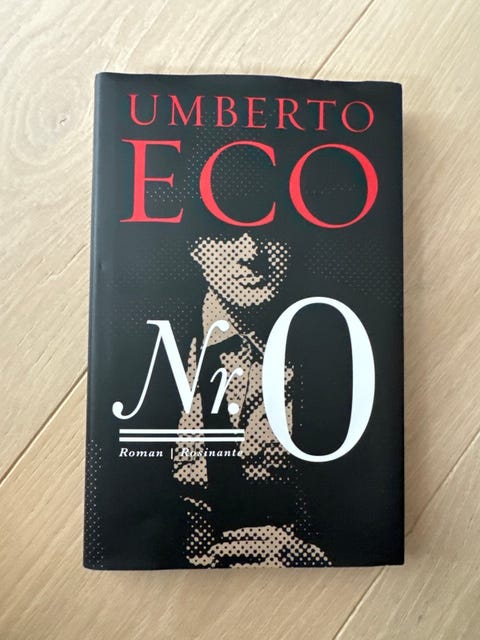 UMBERTO
ECO
Nr. 0
Roman | Rosinante